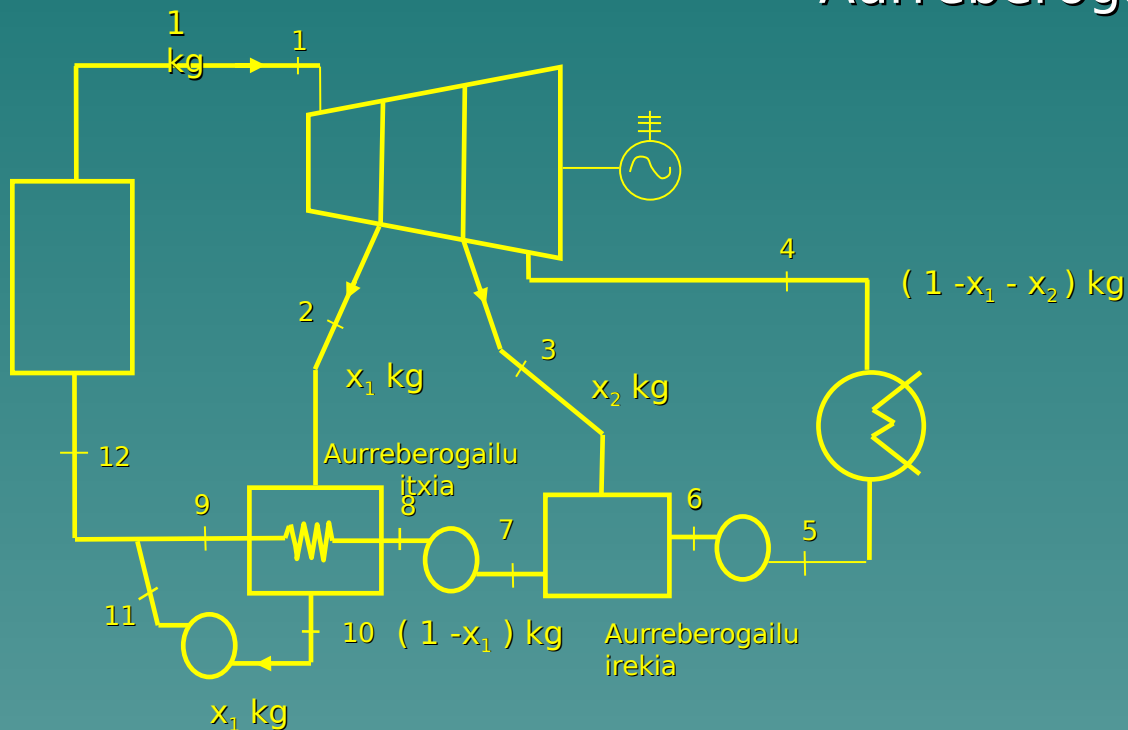 1
kg
1
4
( 1 -x₁ - x₂ ) kg
2
3
x₁ kg
x₂ kg
12
Aurreberogailu
itxia
9
8
7
6
5
11
10
( 1 -x₁ ) kg
Aurreberogailu
irekia
x₁ kg